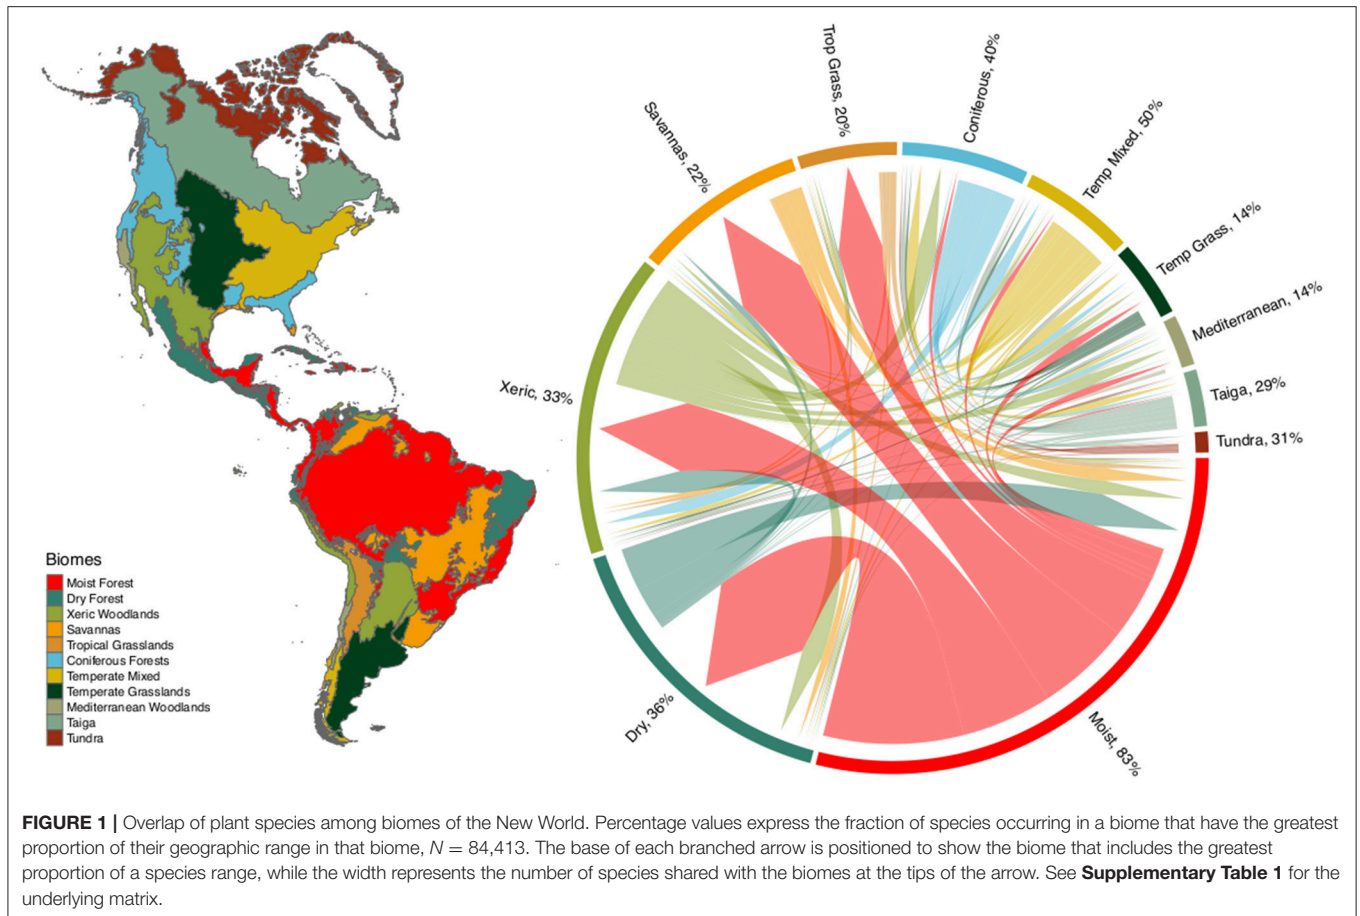 Trop Grass, 20%
Coniferous, 40%
Savannas, 22%
Temp Mixed, 50%
Temp Grass, 14%
Mediterranean, 14%
Xeric, 33%
Taiga, 29%
Tundra, 31%
Dry, 36%
Moist, 83%
Biomes
Moist Forest
Dry Forest
Xeric Woodlands
Savannas
Tropical Grasslands
Coniferous Forests
Temperate Mixed
Temperate Grasslands
Mediterranean Woodlands
Taiga
Tundra
FIGURE 1 | Overlap of plant species among biomes of the New World. Percentage values express the fraction of species occurring in a biome that have the greatest
proportion of their geographic range in that biome, N = 84,413. The base of each branched arrow is positioned to show the biome that includes the greatest
proportion of a species range, while the width represents the number of species shared with the biomes at the tips of the arrow. See Supplementary Table 1 for the
underlying matrix.